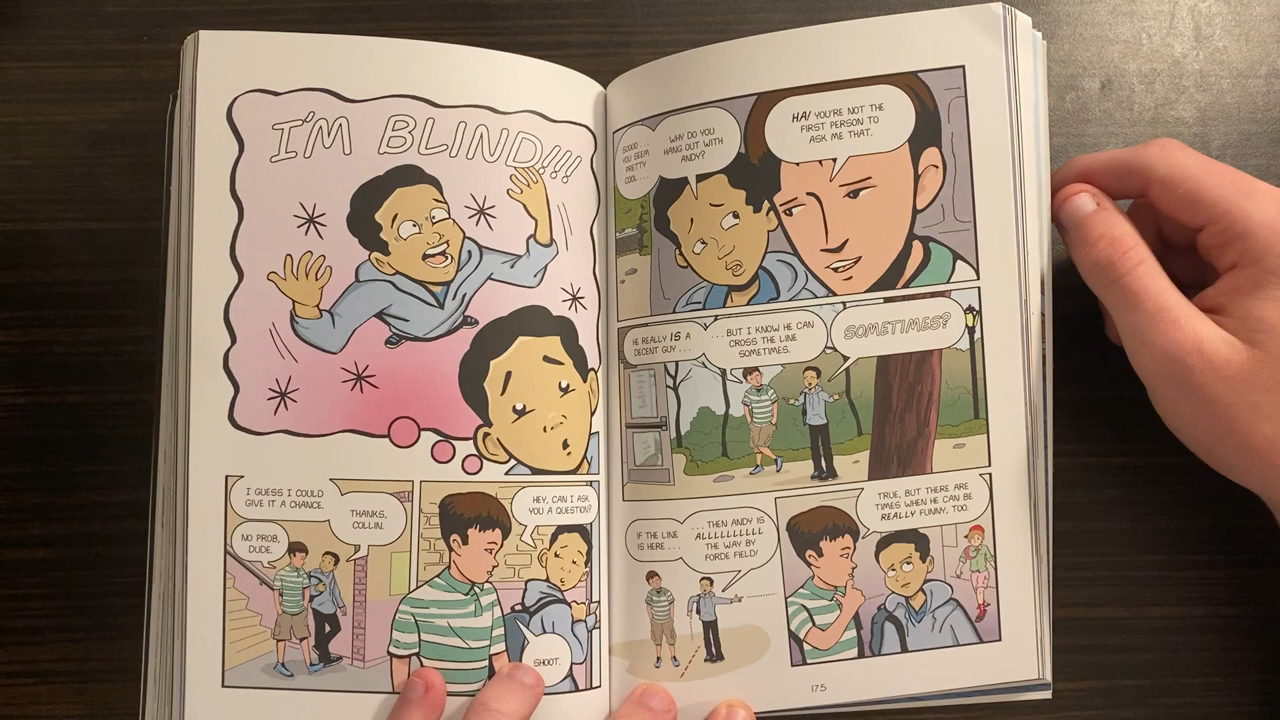 I'M BLIND!!!
I GUESS I COULD
GIVE IT A CHANCE.
THANKS,
COLLIN.
NO PROB,
DUDE.
HEY, CAN I ASK
YOU A QUESTION?
SHOOT.
SOOO...
YOU SEEM
PRETTY
COOL...
WHY DO YOU
HANG OUT WITH
ANDY?
HA! YOU'RE NOT THE
FIRST PERSON TO
ASK ME THAT.
HE REALLY IS A
DECENT GUY...
...BUT I KNOW HE CAN
CROSS THE LINE
SOMETIMES.
SOMETIMES?
IF THE LINE
IS HERE...
...THEN ANDY IS
ALLLLLLLLLL
THE WAY BY
FORDE FIELD!
TRUE, BUT THERE ARE
TIMES WHEN HE CAN BE
REALLY FUNNY, TOO.
175